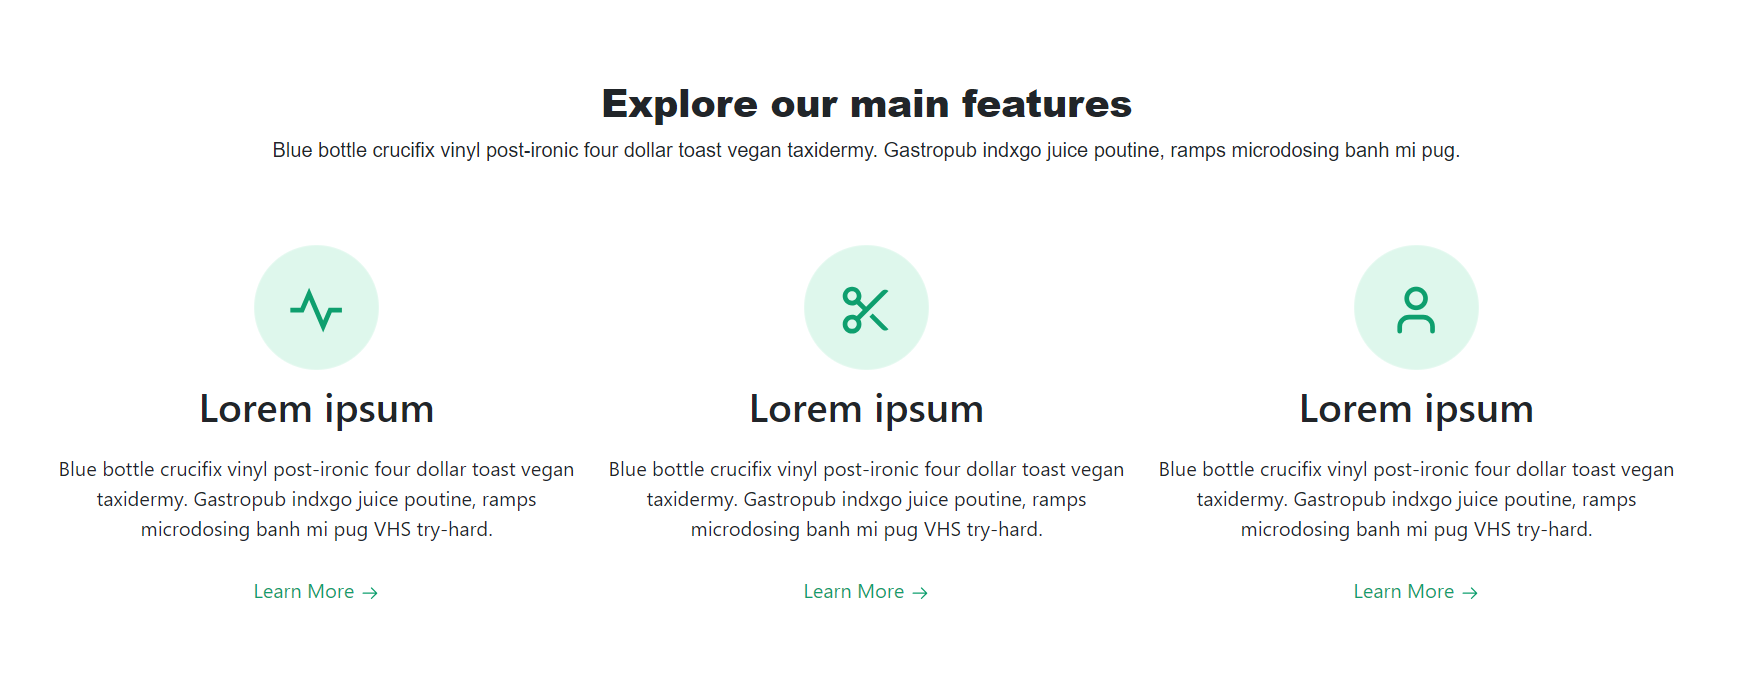 Explore our main features
Blue bottle crucifix vinyl post-ironic four dollar toast vegan taxidermy. Gastropub indxgo juice poutine, ramps microdosing banh mi pug.
Lorem ipsum
Blue bottle crucifix vinyl post-ironic four dollar toast vegan
taxidermy. Gastropub indxgo juice poutine, ramps
microdosing banh mi pug VHS try-hard.
Learn More →
Lorem ipsum
Blue bottle crucifix vinyl post-ironic four dollar toast vegan
taxidermy. Gastropub indxgo juice poutine, ramps
microdosing banh mi pug VHS try-hard.
Learn More →
Lorem ipsum
Blue bottle crucifix vinyl post-ironic four dollar toast vegan
taxidermy. Gastropub indxgo juice poutine, ramps
microdosing banh mi pug VHS try-hard.
Learn More →